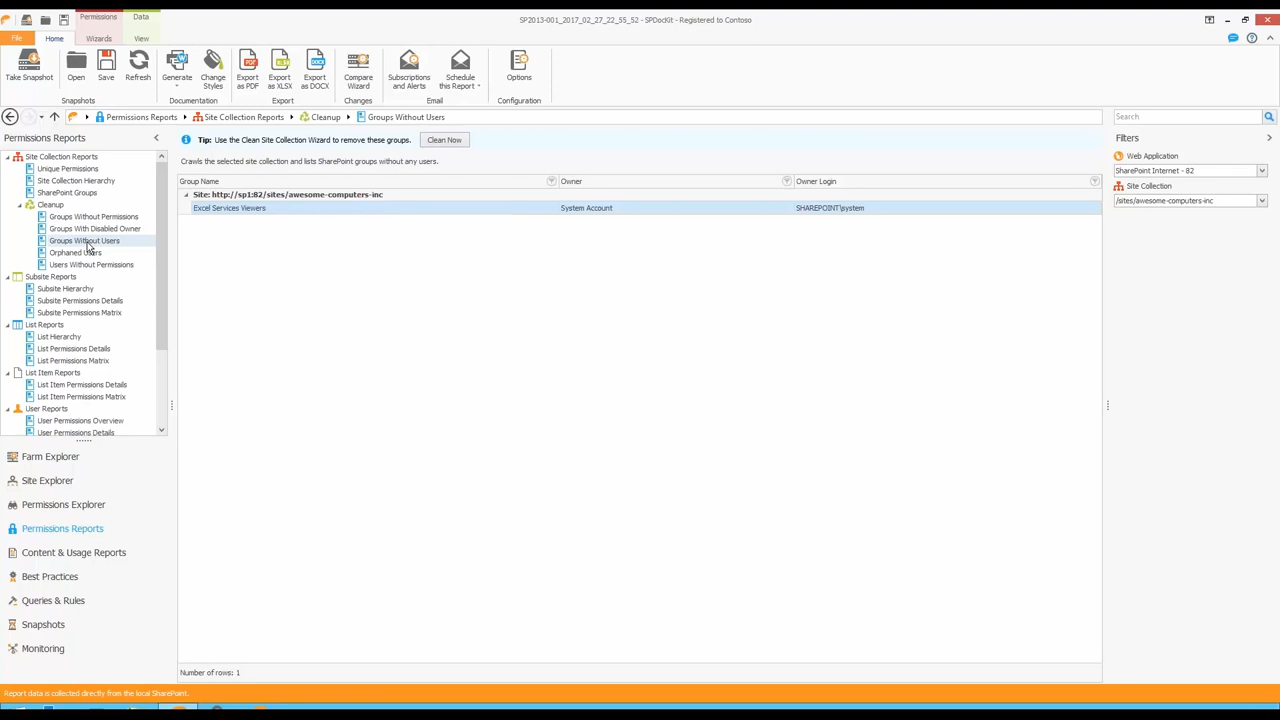 SP2013-001_2017_02_27_22_55_52 - SPDocKit - Registered to Contoso
Permissions
Data
File
Home
Wizards
View
Take Snapshot
Open
Save
Refresh
Generate
Change Styles
Export as PDF
Export as XLSX
Export as DOCX
Compare Wizard
Subscriptions and Alerts
Schedule this Report
Options
Snapshots
Documentation
Export
Changes
Email
Configuration
Permissions Reports
Site Collection Reports
Cleanup
Groups Without Users
Search
Permissions Reports
Site Collection Reports
Unique Permissions
Site Collection Hierarchy
SharePoint Groups
Cleanup
Groups Without Permissions
Groups With Disabled Owner
Groups Without Users
Orphaned Users
Users Without Permissions
Subsite Reports
Subsite Hierarchy
Subsite Permissions Details
Subsite Permissions Matrix
List Reports
List Hierarchy
List Permissions Details
List Permissions Matrix
List Item Reports
List Item Permissions Details
List Item Permissions Matrix
User Reports
User Permissions Overview
User Permissions Details
Farm Explorer
Site Explorer
Permissions Explorer
Permissions Reports
Content & Usage Reports
Best Practices
Queries & Rules
Snapshots
Monitoring
Tip: Use the Clean Site Collection Wizard to remove these groups.
Clean Now
Crawls the selected site collection and lists SharePoint groups without any users.
Group Name
Owner
Owner Login
Site: http://sp1:82/sites/awesome-computers-inc
Excel Services Viewers
System Account
SHAREPOINT\system
Number of rows: 1
Filters
Web Application
SharePoint Internet - 82
Site Collection
/sites/awesome-computers-inc
Report data is collected directly from the local SharePoint.